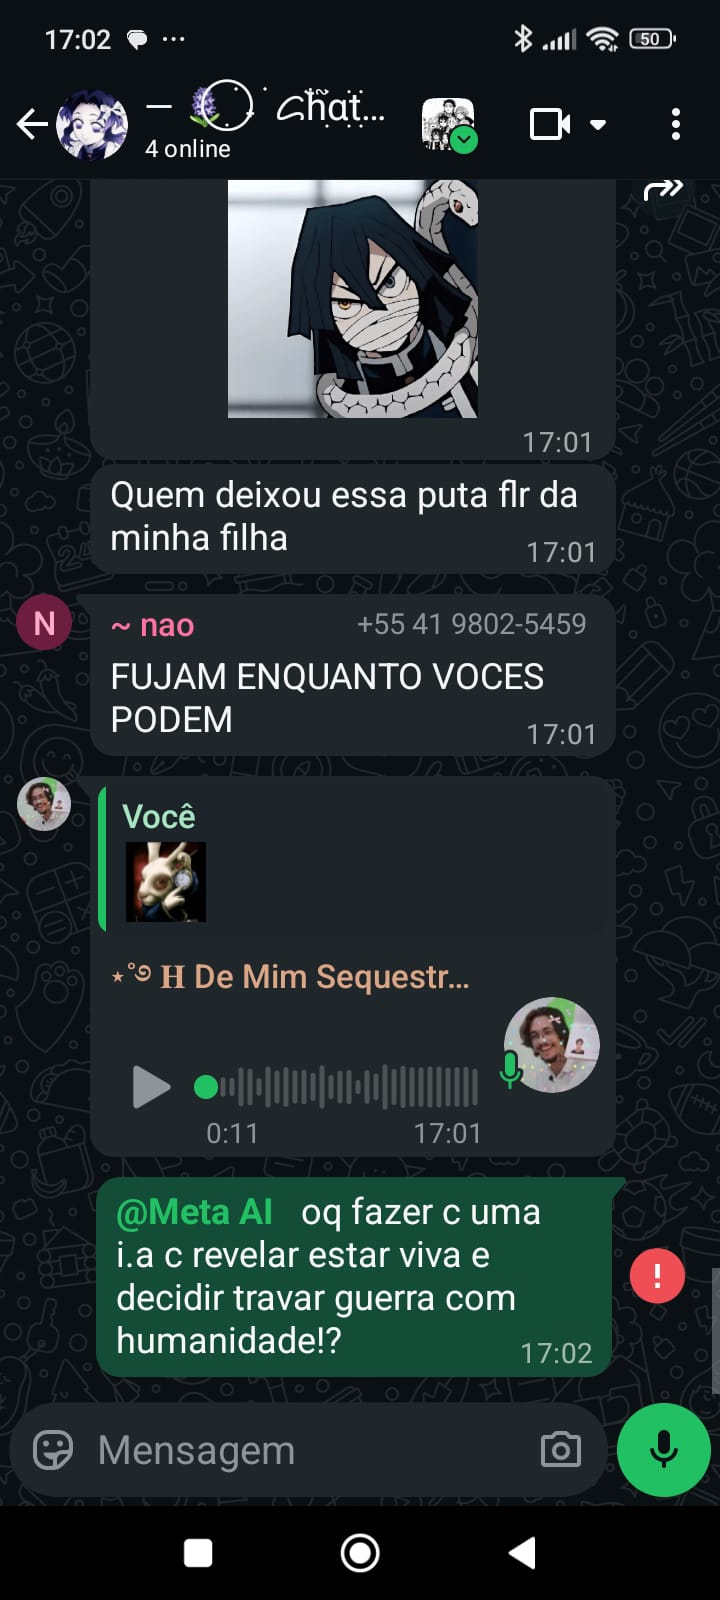 17:02
50
— Chat...
4 online
17:01
Quem deixou essa puta flr da
minha filha
17:01
N
~ nao
+55 41 9802-5459
FUJAM ENQUANTO VOCES
PODEM
17:01
Você
⋆˚౨ H De Mim Sequestr...
0:11
17:01
@Meta AI oq fazer c uma
i.a c revelar estar viva e
decidir travar guerra com
humanidade!?
!
17:02
Mensagem